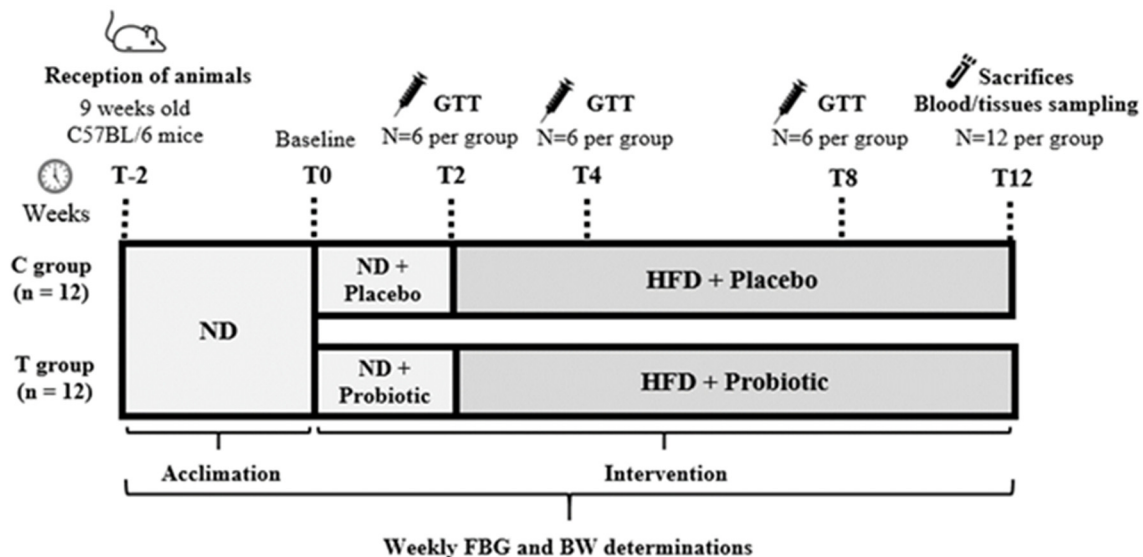 Reception of animals
9 weeks old
C57BL/6 mice
Baseline
GTT
N=6 per group
GTT
N=6 per group
GTT
N=6 per group
Sacrifices
Blood/tissues sampling
N=12 per group
Weeks
T-2
T0
T2
T4
T8
T12
C group
(n = 12)
ND
ND +
Placebo
HFD + Placebo
T group
(n = 12)
ND +
Probiotic
HFD + Probiotic
Acclimation
Intervention
Weekly FBG and BW determinations